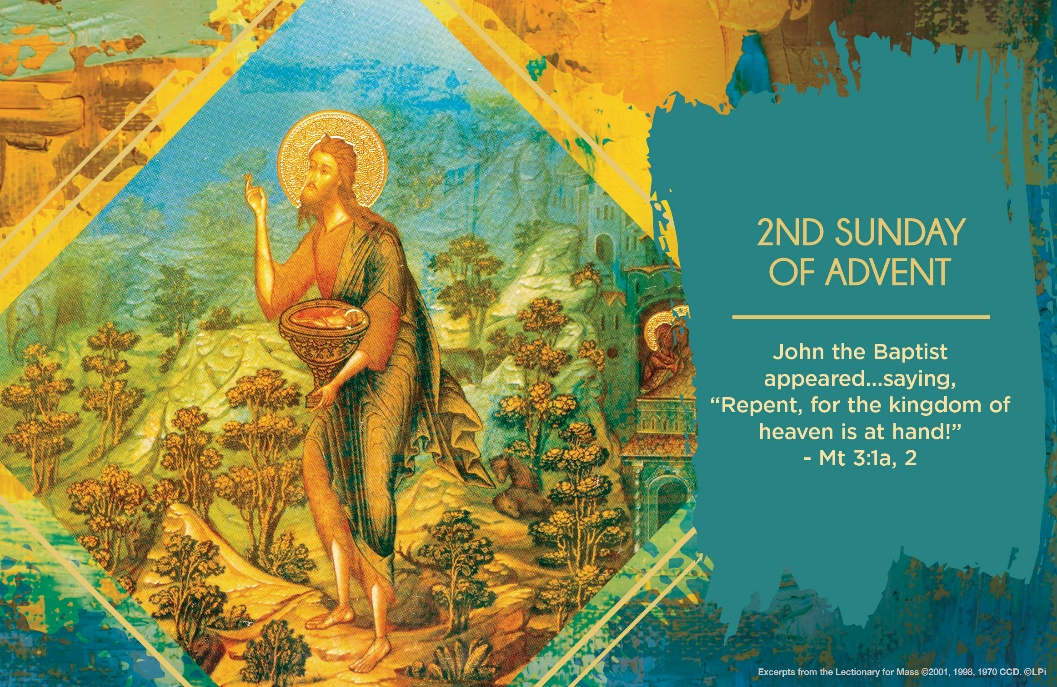 2ND SUNDAY
OF ADVENT
John the Baptist
appeared...saying,
“Repent, for the kingdom of
heaven is at hand!”
- Mt 3:1a, 2
Excerpts from the Lectionary for Mass ©2001, 1998, 1970 CCD. ©LPi